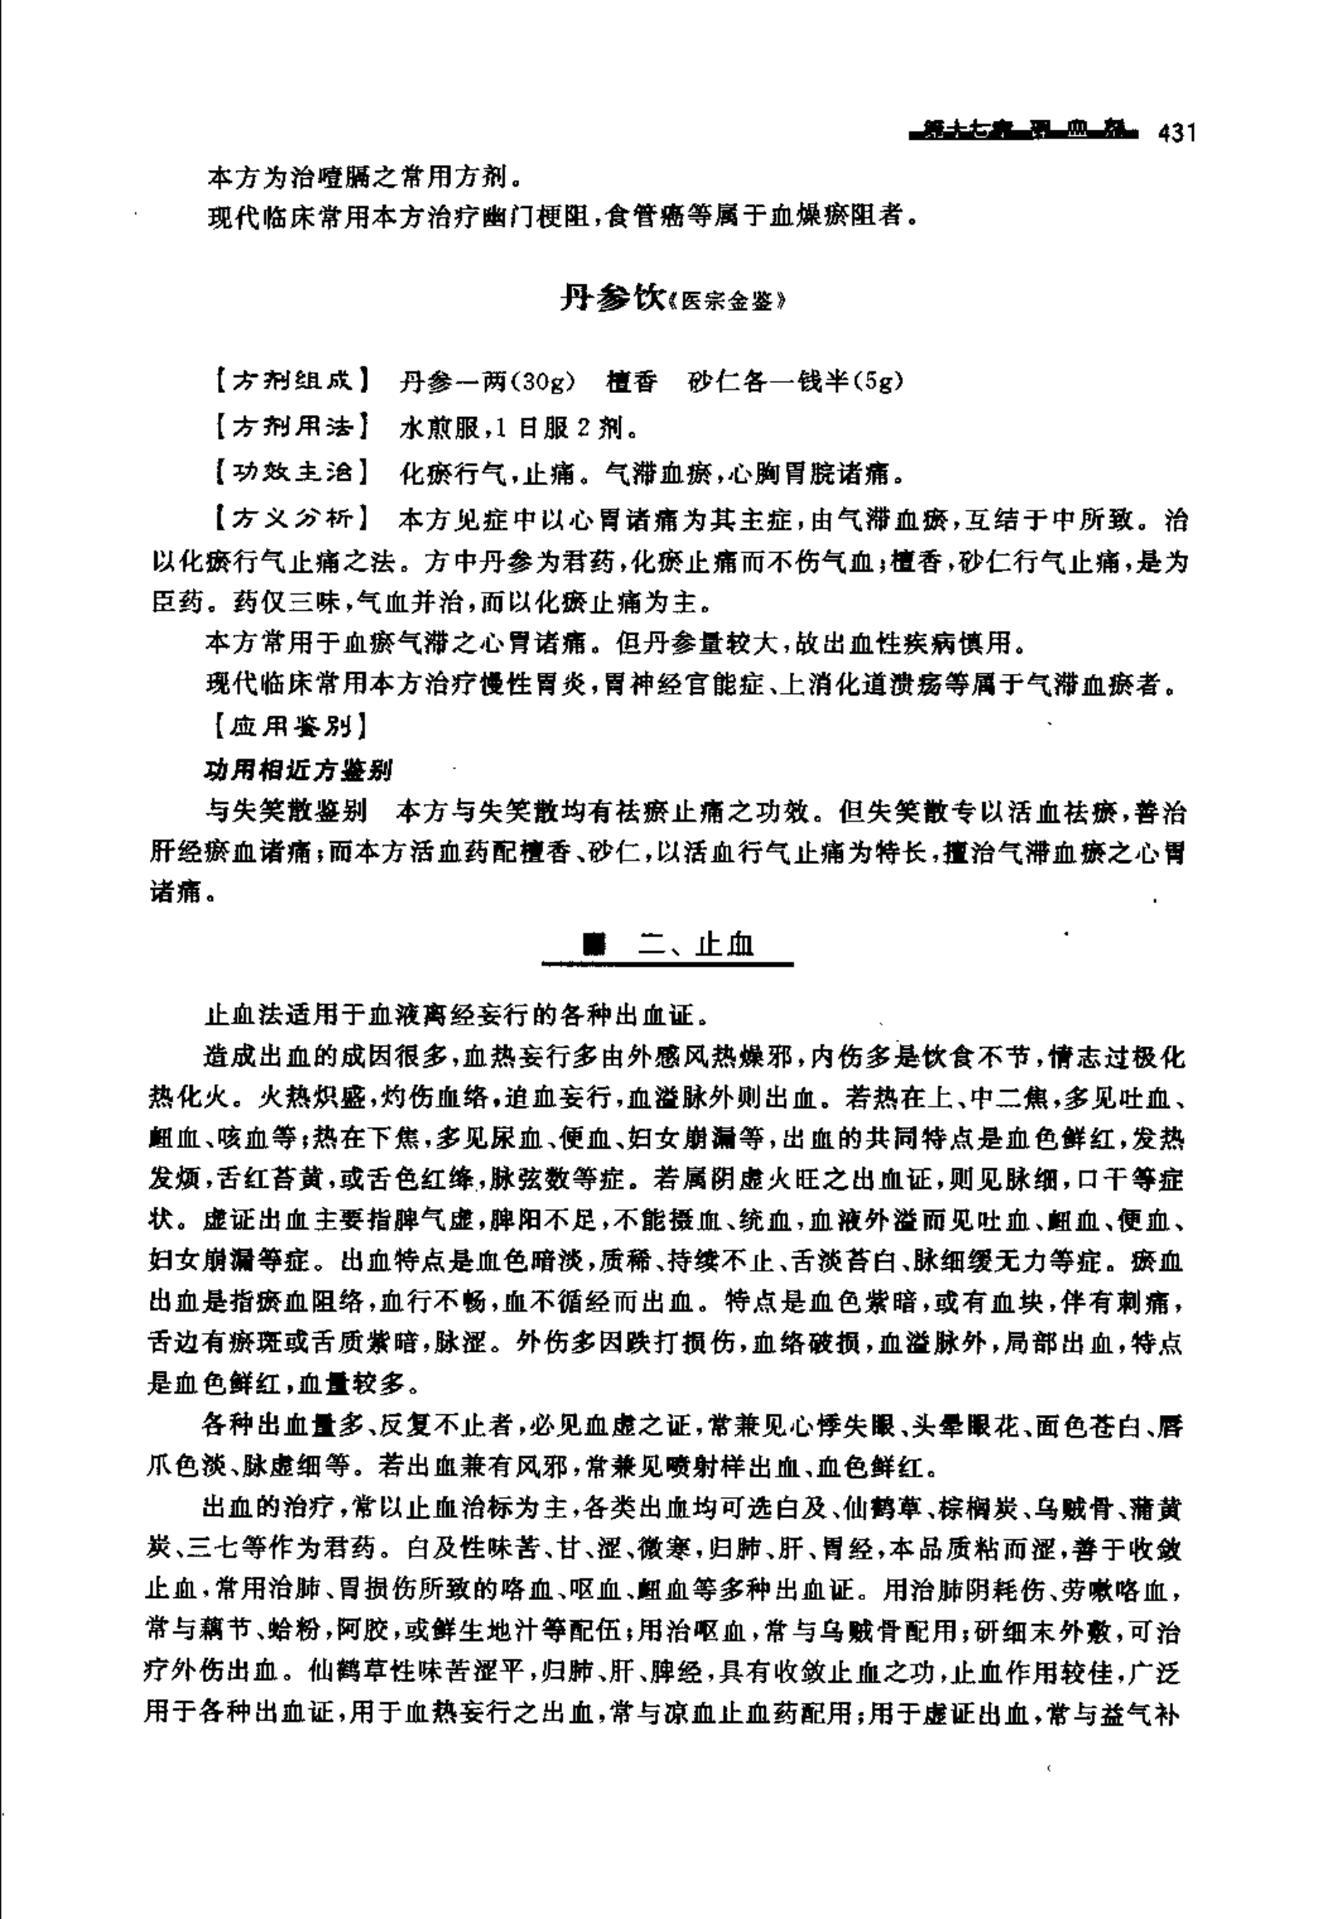 第十七章 理血剂 431
本方为治噎膈之常用方剂。
现代临床常用本方治疗幽门梗阻,食管癌等属于血燥瘀阻者。
丹参饮《医宗金鉴》
【方剂组成】 丹参一两(30g) 檀香 砂仁各一钱半(5g)
【方剂用法】 水煎服,1日服2剂。
【功效主治】 化瘀行气,止痛。气滞血瘀,心胸胃脘诸痛。
【方义分析】 本方见症中以心胃诸痛为其主症,由气滞血瘀,互结于中所致。治
以化瘀行气止痛之法。方中丹参为君药,化瘀止痛而不伤气血;檀香,砂仁行气止痛,是为
臣药。药仅三味,气血并治,而以化瘀止痛为主。
本方常用于血瘀气滞之心胃诸痛。但丹参量较大,故出血性疾病慎用。
现代临床常用本方治疗慢性胃炎,胃神经官能症、上消化道溃疡等属于气滞血瘀者。
【应用鉴别】
功用相近方鉴别
与失笑散鉴别 本方与失笑散均有祛瘀止痛之功效。但失笑散专以活血祛瘀,善治
肝经瘀血诸痛;而本方活血药配檀香、砂仁,以活血行气止痛为特长,擅治气滞血瘀之心胃
诸痛。
■ 二、止血
止血法适用于血液离经妄行的各种出血证。
造成出血的成因很多,血热妄行多由外感风热燥邪,内伤多是饮食不节,情志过极化
热化火。火热炽盛,灼伤血络,迫血妄行,血溢脉外则出血。若热在上、中二焦,多见吐血、
衄血、咳血等;热在下焦,多见尿血、便血、妇女崩漏等,出血的共同特点是血色鲜红,发热
发烦,舌红苔黄,或舌色红绛,脉弦数等症。若属阴虚火旺之出血证,则见脉细,口干等症
状。虚证出血主要指脾气虚,脾阳不足,不能摄血、统血,血液外溢而见吐血、衄血、便血、
妇女崩漏等症。出血特点是血色暗淡,质稀、持续不止、舌淡苔白、脉细缓无力等症。瘀血
出血是指瘀血阻络,血行不畅,血不循经而出血。特点是血色紫暗,或有血块,伴有刺痛,
舌边有瘀斑或舌质紫暗,脉涩。外伤多因跌打损伤,血络破损,血溢脉外,局部出血,特点
是血色鲜红,血量较多。
各种出血量多、反复不止者,必见血虚之证,常兼见心悸失眠、头晕眼花、面色苍白、唇
爪色淡、脉虚细等。若出血兼有风邪,常兼见喷射样出血、血色鲜红。
出血的治疗,常以止血治标为主,各类出血均可选白及、仙鹤草、棕榈炭、乌贼骨、蒲黄
炭、三七等作为君药。白及性味苦、甘、涩、微寒,归肺、肝、胃经,本品质粘而涩,善于收敛
止血,常用治肺、胃损伤所致的咯血、呕血、衄血等多种出血证。用治肺阴耗伤、劳嗽咯血,
常与藕节、蛤粉,阿胶,或鲜生地汁等配伍;用治呕血,常与乌贼骨配用;研细末外敷,可治
疗外伤出血。仙鹤草性味苦涩平,归肺、肝、脾经,具有收敛止血之功,止血作用较佳,广泛
用于各种出血证,用于血热妄行之出血,常与凉血止血药配用;用于虚证出血,常与益气补